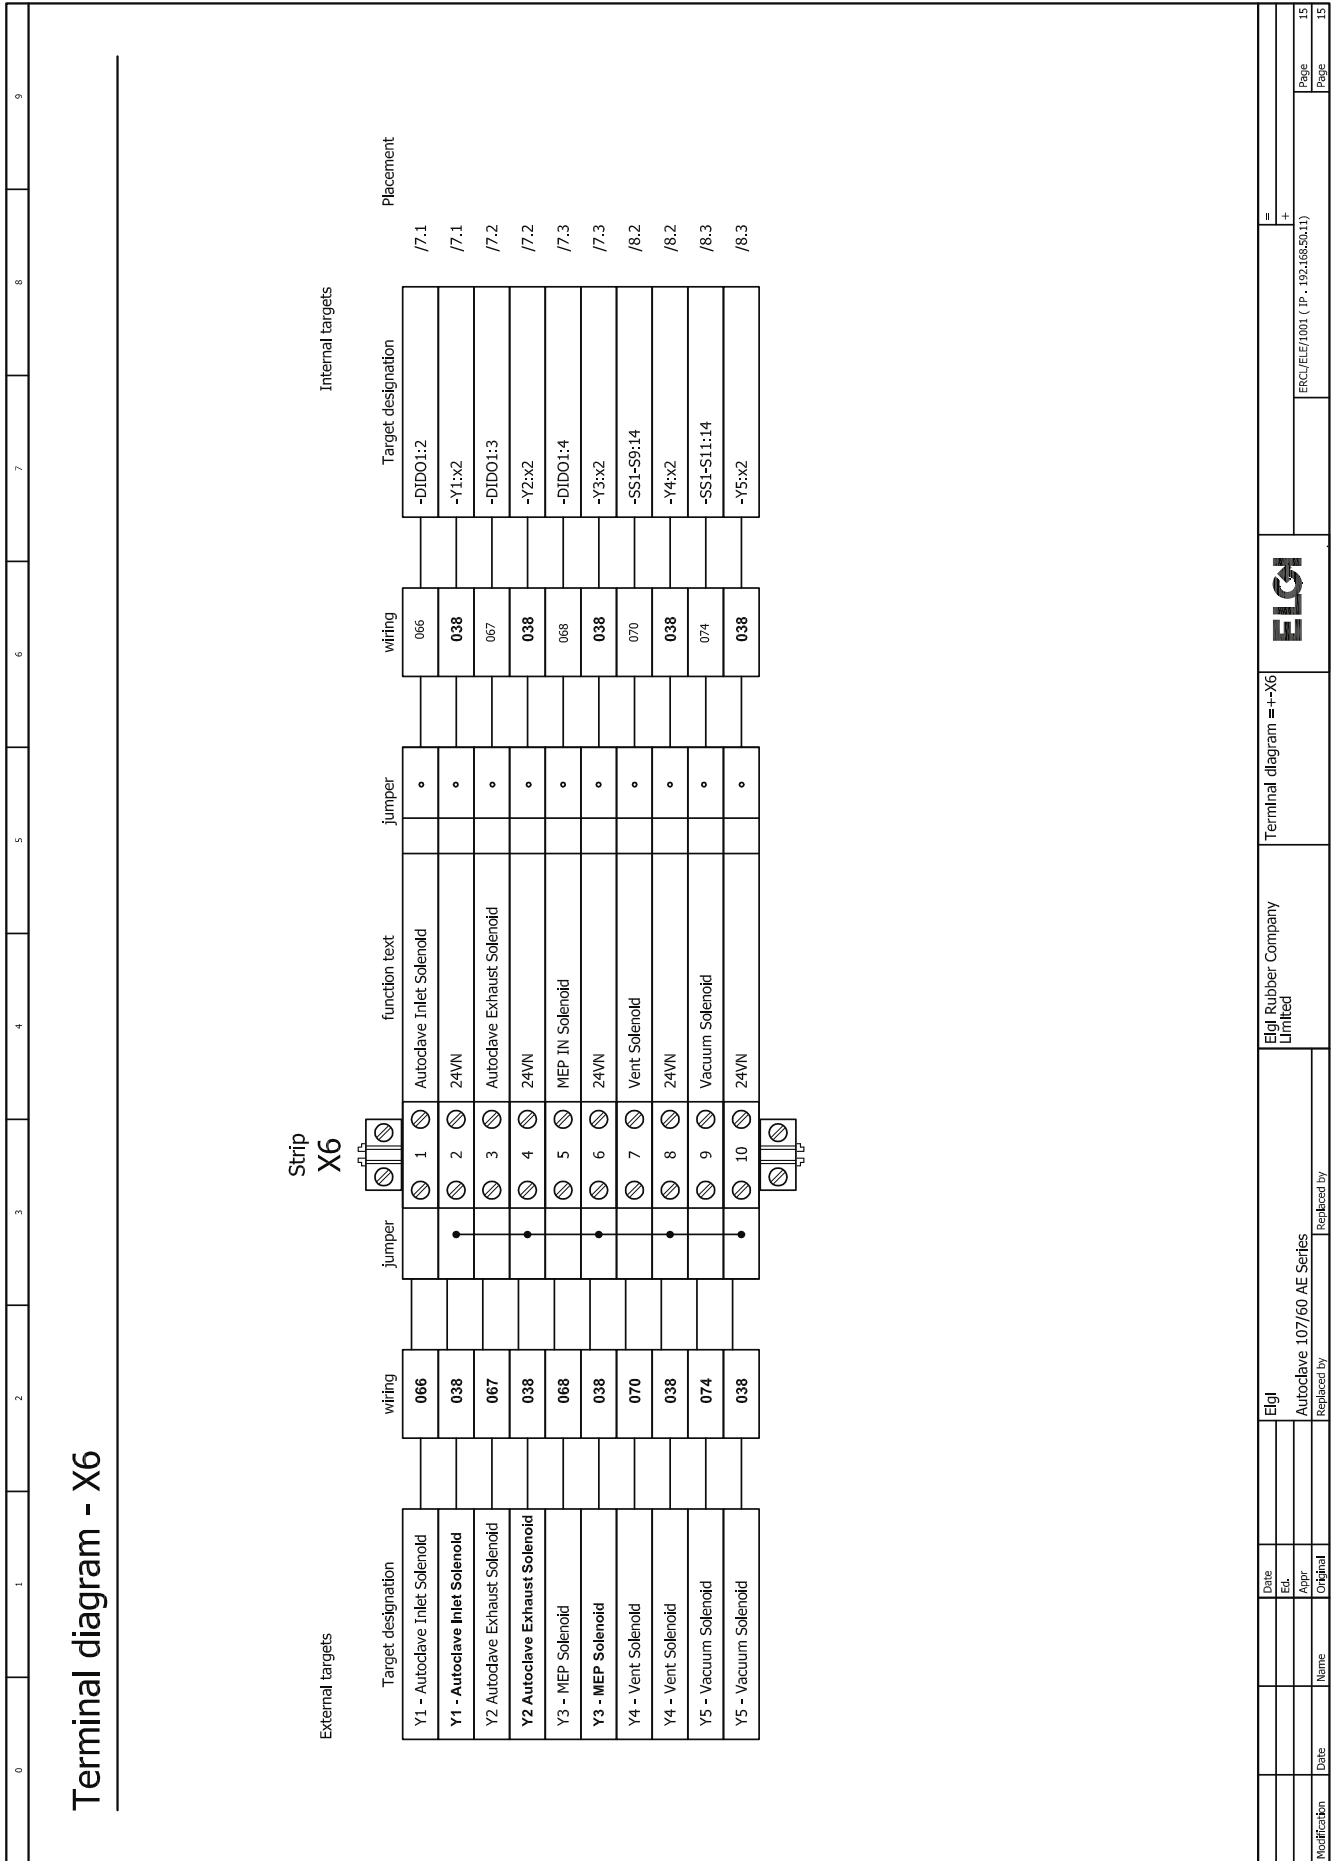 0 1 2 3 4 5 6 7 8 9
Terminal diagram - X6
Strip
X6
External targets Internal targets
Target designation wiring jumper function text jumper wiring Target designation Placement
Y1 - Autoclave Inlet Solenoid 066 1 Autoclave Inlet Solenoid 066 -DIDO1:2 /7.1
Y1 - Autoclave Inlet Solenoid 038 2 24VN 038 -Y1:x2 /7.1
Y2 Autoclave Exhaust Solenoid 067 3 Autoclave Exhaust Solenoid 067 -DIDO1:3 /7.2
Y2 Autoclave Exhaust Solenoid 038 4 24VN 038 -Y2:x2 /7.2
Y3 - MEP Solenoid 068 5 MEP IN Solenoid 068 -DIDO1:4 /7.3
Y3 - MEP Solenoid 038 6 24VN 038 -Y3:x2 /7.3
Y4 - Vent Solenoid 070 7 Vent Solenoid 070 -SS1-S9:14 /8.2
Y4 - Vent Solenoid 038 8 24VN 038 -Y4:x2 /8.2
Y5 - Vacuum Solenoid 074 9 Vacuum Solenoid 074 -SS1-S11:14 /8.3
Y5 - Vacuum Solenoid 038 10 24VN 038 -Y5:x2 /8.3
Date Elgi Elgi Rubber Company Terminal diagram =+-X6 ELGI =
Ed. Limited +
Appr Autoclave 107/60 AE Series ERCL/ELE/1001 ( IP . 192.168.50.11) Page 15
Modification Date Name Original Replaced by Replaced by Page 15